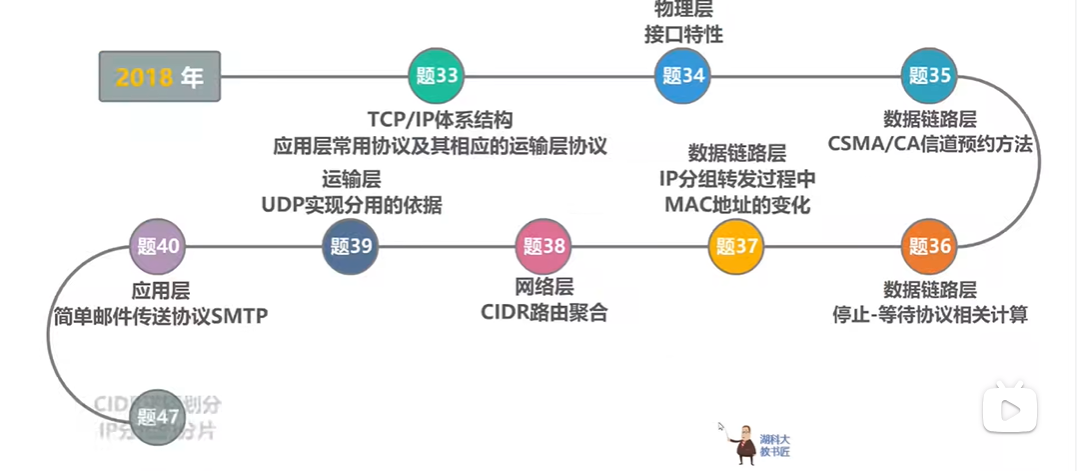 2018 年
题33
TCP/IP体系结构
应用层常用协议及其相应的运输层协议
物理层
接口特性
题34
题35
数据链路层
CSMA/CA信道预约方法
题36
数据链路层
停止-等待协议相关计算
数据链路层
IP分组转发过程中
MAC地址的变化
题37
题38
网络层
CIDR路由聚合
运输层
UDP实现分用的依据
题39
题40
应用层
简单邮件传送协议SMTP
题47
CID 划分
IP分 分片
湖科大
教书匠